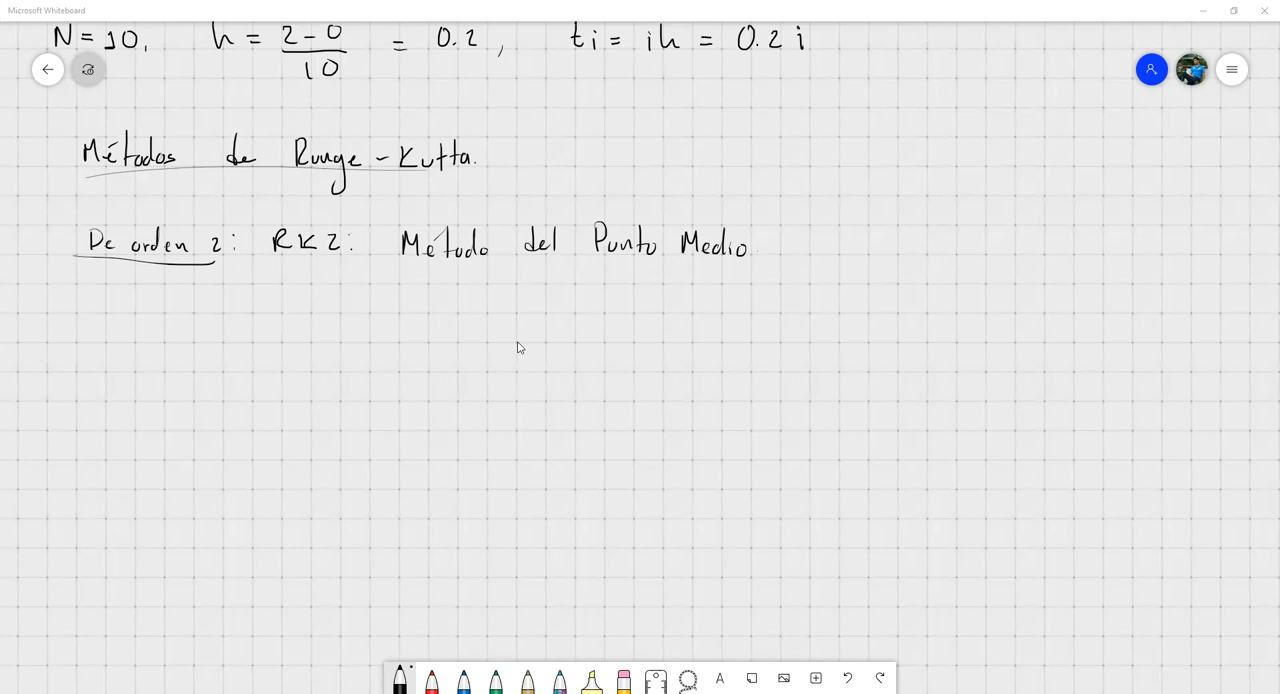 Microsoft Whiteboard
N = 10, h = 2 - 0 / 10 = 0.2, ti = ih = 0.2 i
Métodos de Runge - Kutta.
De orden 2: RK2: Método del Punto Medio.
A